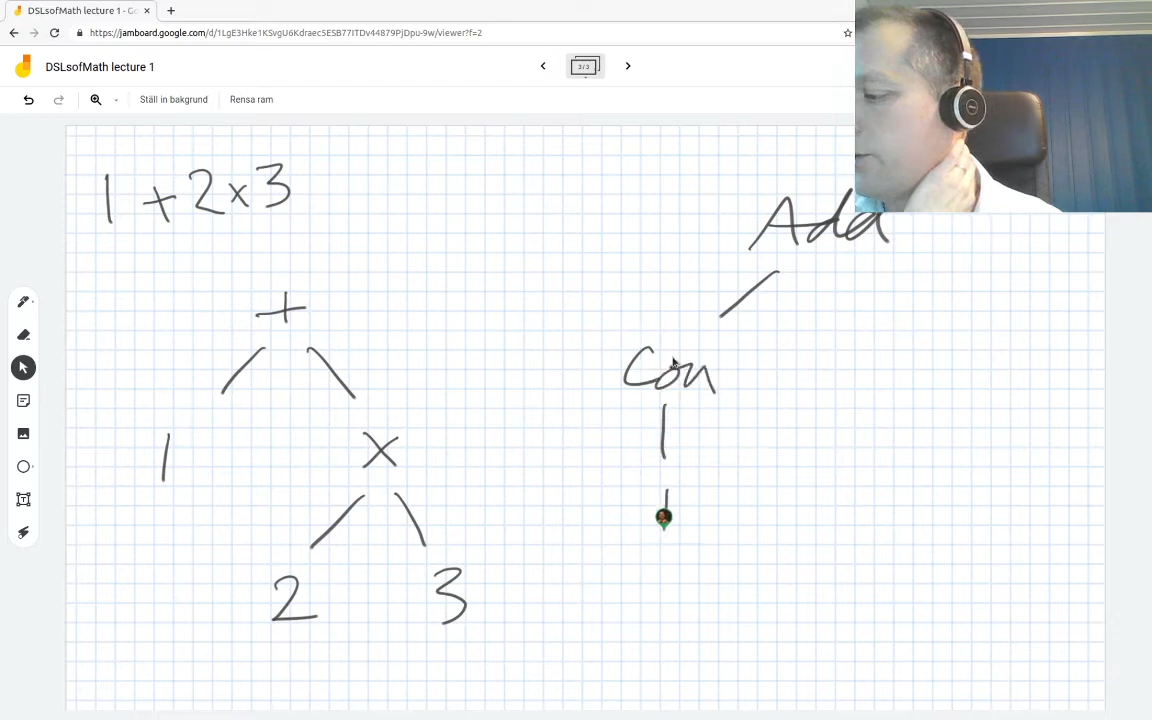 DSLsofMath lecture 1 - Go
https://jamboard.google.com/d/1LgE3Hke1KSvgU6Kdraec5ESB77ITDv44879PjDpu-9w/viewer?f=2
DSLsofMath lecture 1
3/3
Ställ in bakgrund
Rensa ram
1 + 2 x 3
Add
+
Con
1
x
1
2
3